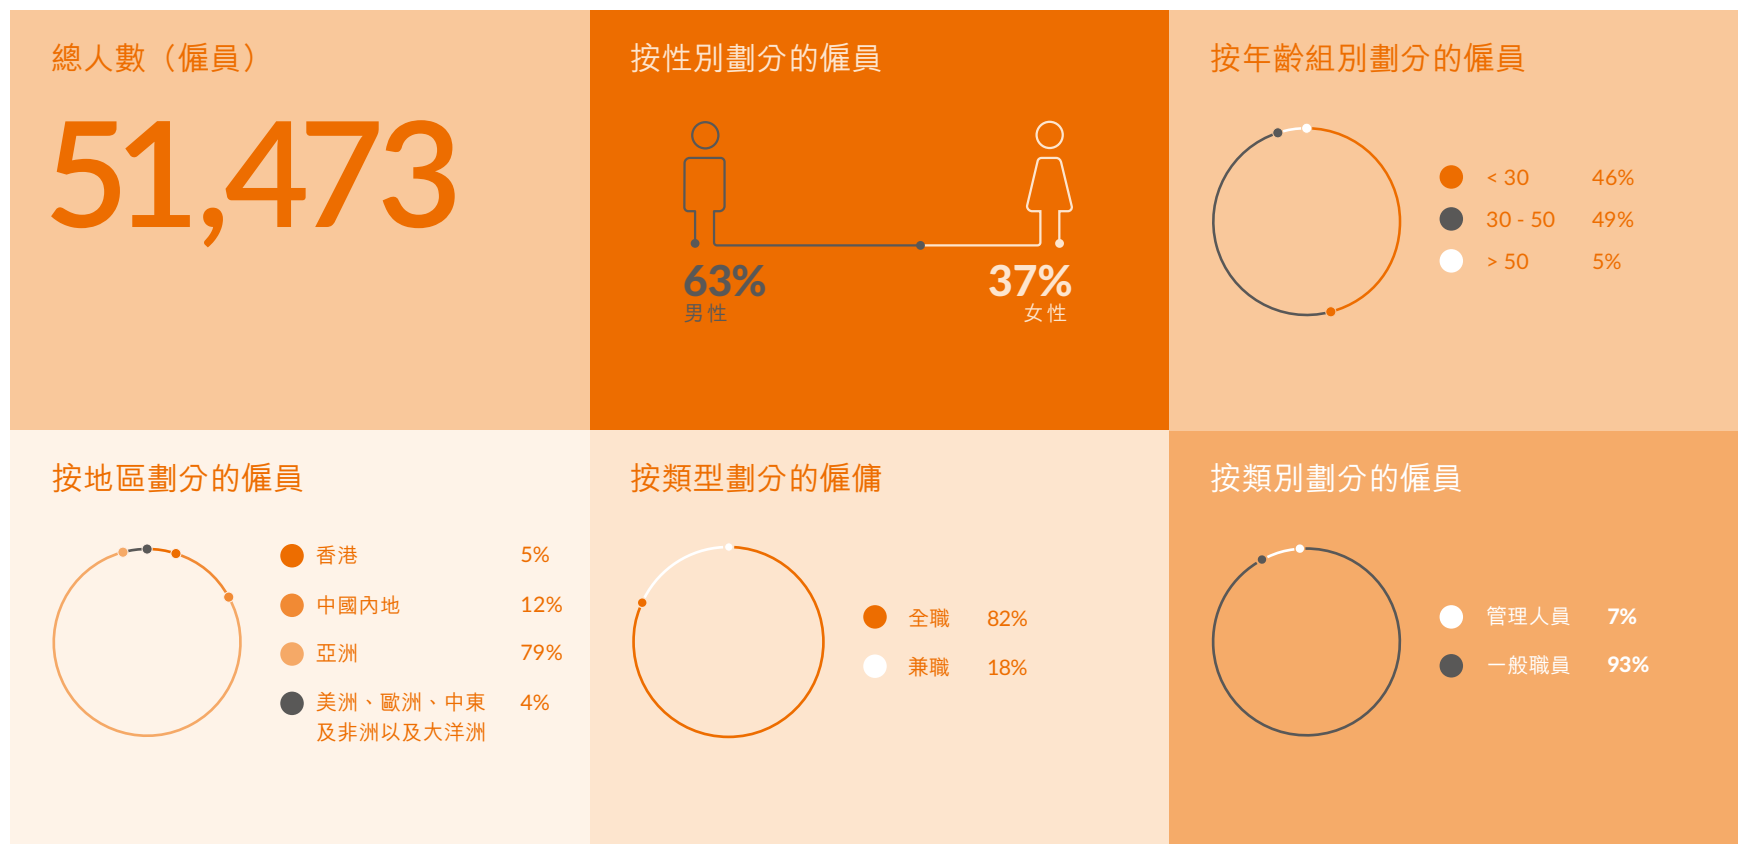 總人數（僱員）
51,473
按性別劃分的僱員
63%
男性
37%
女性
按年齡組別劃分的僱員
< 30 46%
30 - 50 49%
> 50 5%
按地區劃分的僱員
香港 5%
中國內地 12%
亞洲 79%
美洲、歐洲、中東 4%
及非洲以及大洋洲
按類型劃分的僱傭
全職 82%
兼職 18%
按類別劃分的僱員
管理人員 7%
一般職員 93%